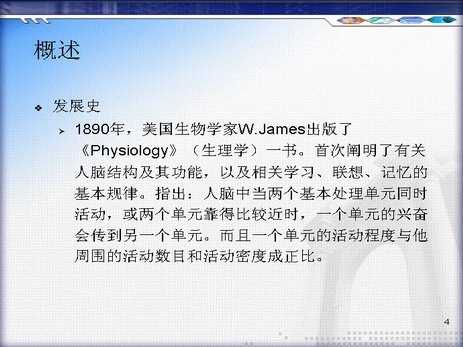 概述
发展史
1890年，美国生物学家W.James出版了
《Physiology》（生理学）一书。首次阐明了有关
人脑结构及其功能，以及相关学习、联想、记忆的
基本规律。指出：人脑中当两个基本处理单元同时
活动，或两个单元靠得比较近时，一个单元的兴奋
会传到另一个单元。而且一个单元的活动程度与他
周围的活动数目和活动密度成正比。
4